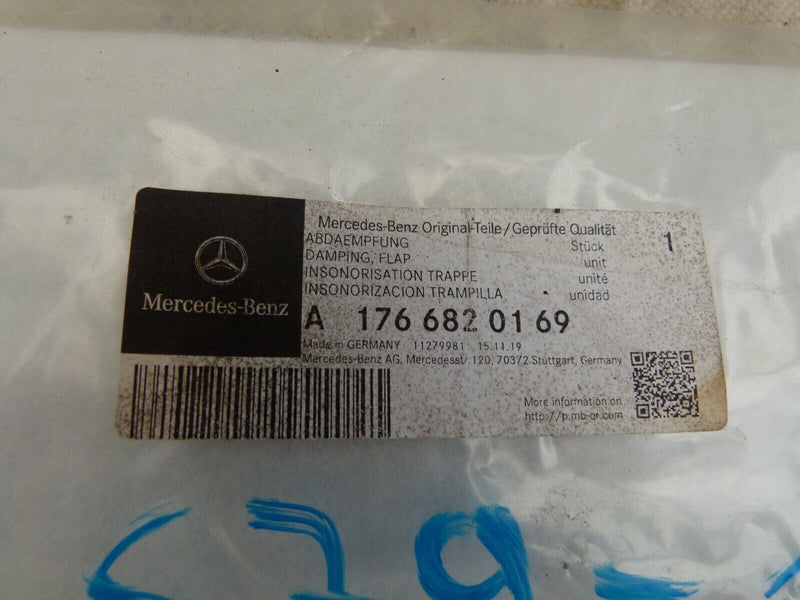 Mercedes-Benz Original-Teile/Geprüfte Qualität
ABDAEMPFUNG Stück 1
DAMPING, FLAP unit
INSONORISATION TRAPPE unité
INSONORIZACION TRAMPILLA unidad
Mercedes-Benz
A 176 682 01 69
Made in GERMANY 11279981 15.11.19
Mercedes-Benz AG, Mercedesstr.120, 70372 Stuttgart, Germany
More information on
http://p.mb-qr.com